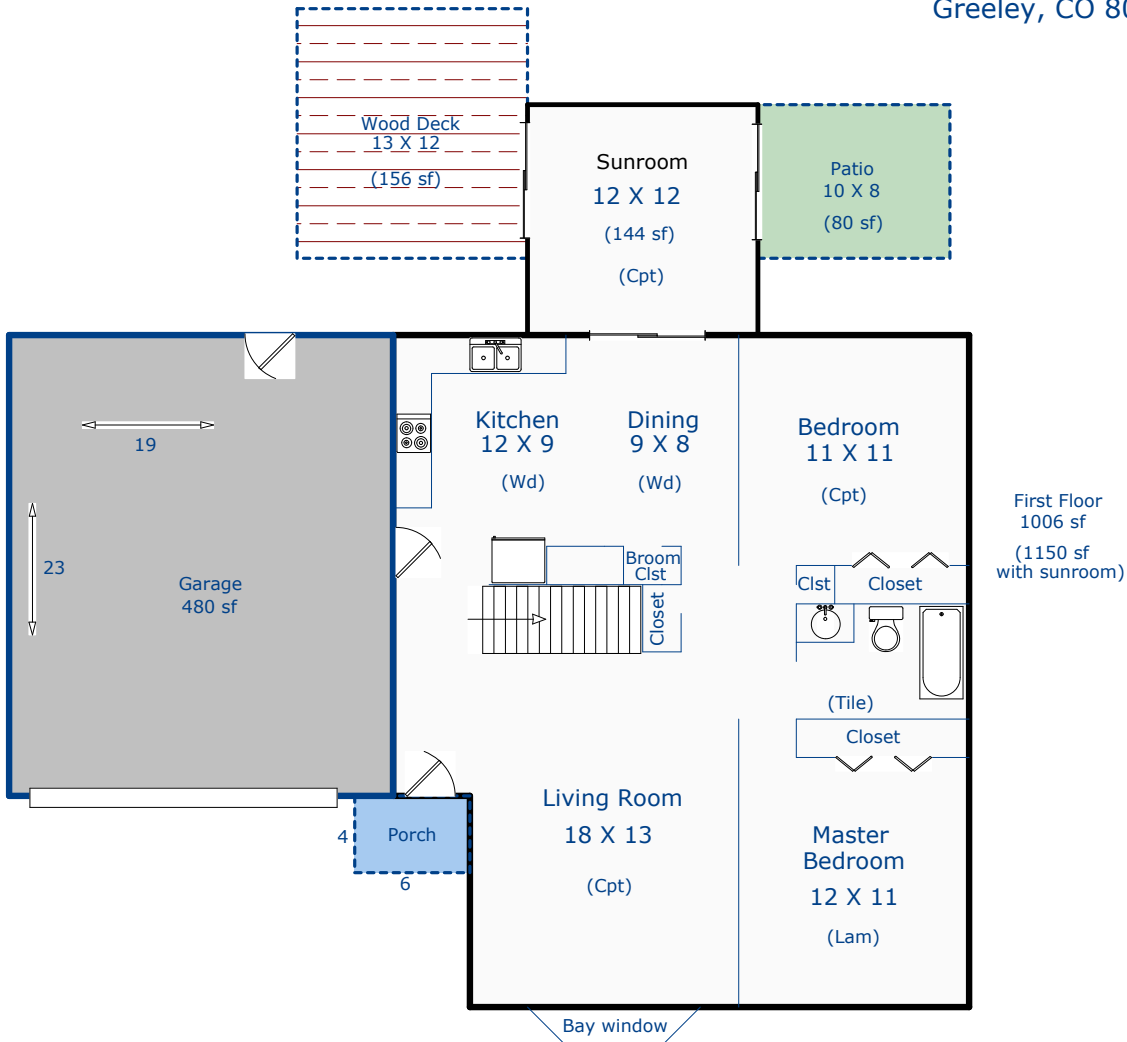 Greeley, CO 80
Wood Deck
13 X 12
(156 sf)
Sunroom
12 X 12
(144 sf)
(Cpt)
Patio
10 X 8
(80 sf)
19
23
Garage
480 sf
Kitchen
12 X 9
(Wd)
Dining
9 X 8
(Wd)
Bedroom
11 X 11
(Cpt)
First Floor
1006 sf
(1150 sf
with sunroom)
Broom
Clst
Closet
Clst
Closet
(Tile)
Closet
Living Room
18 X 13
(Cpt)
Master
Bedroom
12 X 11
(Lam)
4
Porch
6
Bay window